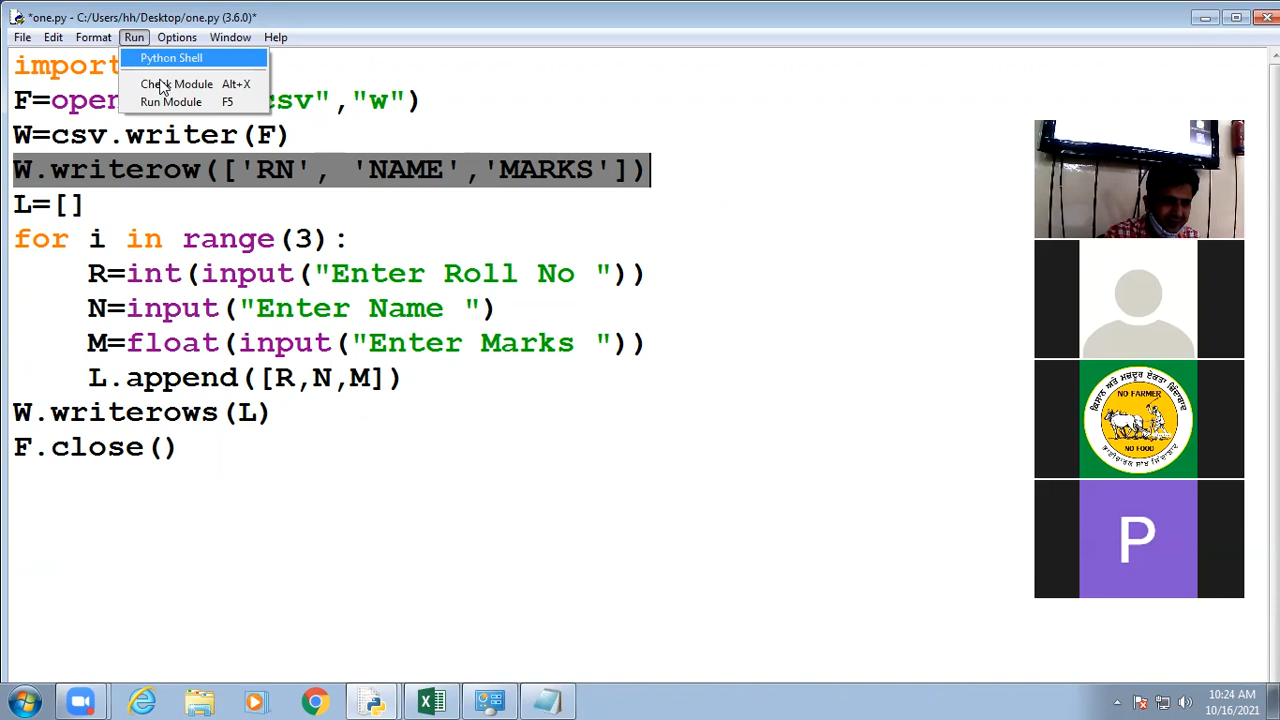 *one.py - C:/Users/hh/Desktop/one.py (3.6.0)*
File Edit Format Run Options Window Help
Python Shell
Check Module Alt+X
Run Module F5
import
F=open csv","w")
W=csv.writer(F)
W.writerow(['RN', 'NAME','MARKS'])
L=[]
for i in range(3):
R=int(input("Enter Roll No "))
N=input("Enter Name ")
M=float(input("Enter Marks "))
L.append([R,N,M])
W.writerows(L)
F.close()
NO FARMER
NO FOOD
P
10:24 AM
10/16/2021